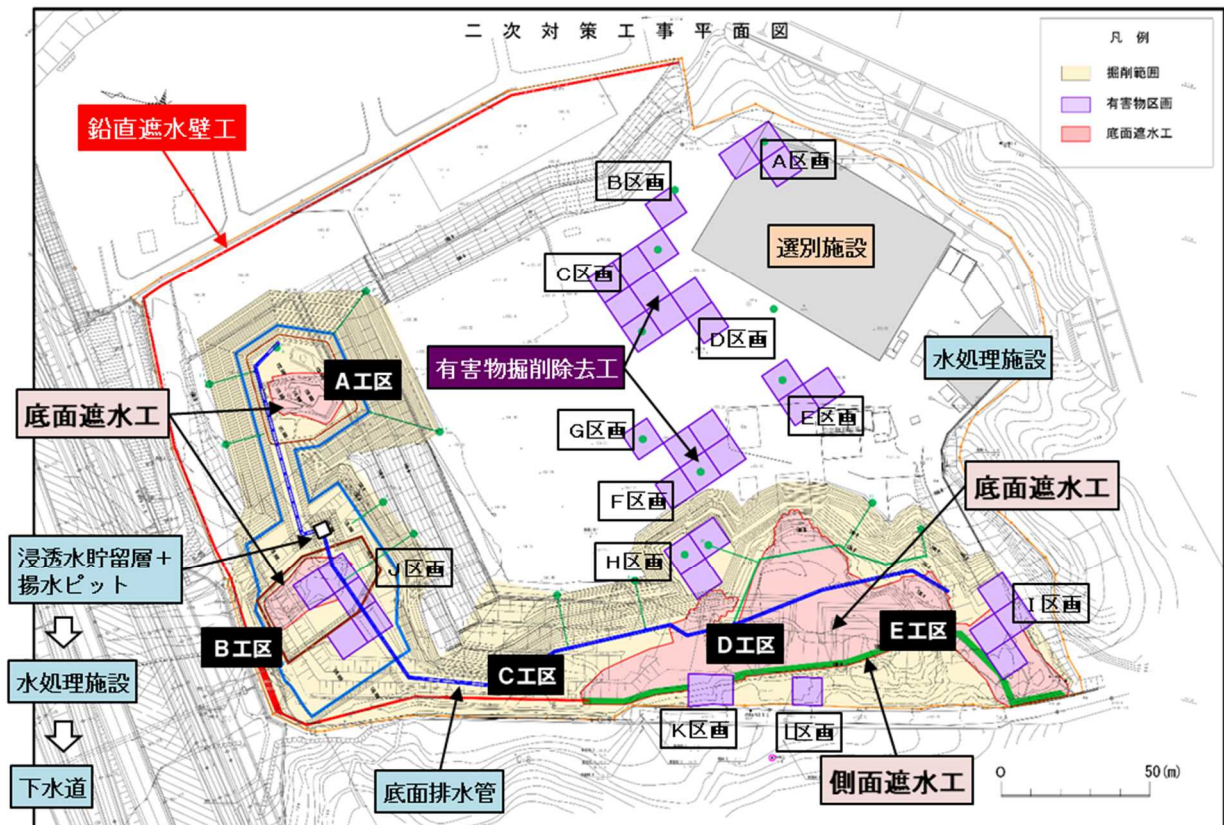 二次対策工事平面図
凡例
掘削範囲
有害物区画
底面遮水工
鉛直遮水壁工
A区画
B区画
選別施設
C区画
D区画
水処理施設
有害物掘削除去工
A工区
底面遮水工
E区画
G区画
底面遮水工
F区画
浸透水貯留層+
揚水ピット
J区画
H区画
I区画
B工区
D工区
E工区
C工区
水処理施設
K区画
L区画
下水道
底面排水管
側面遮水工
0 50(m)